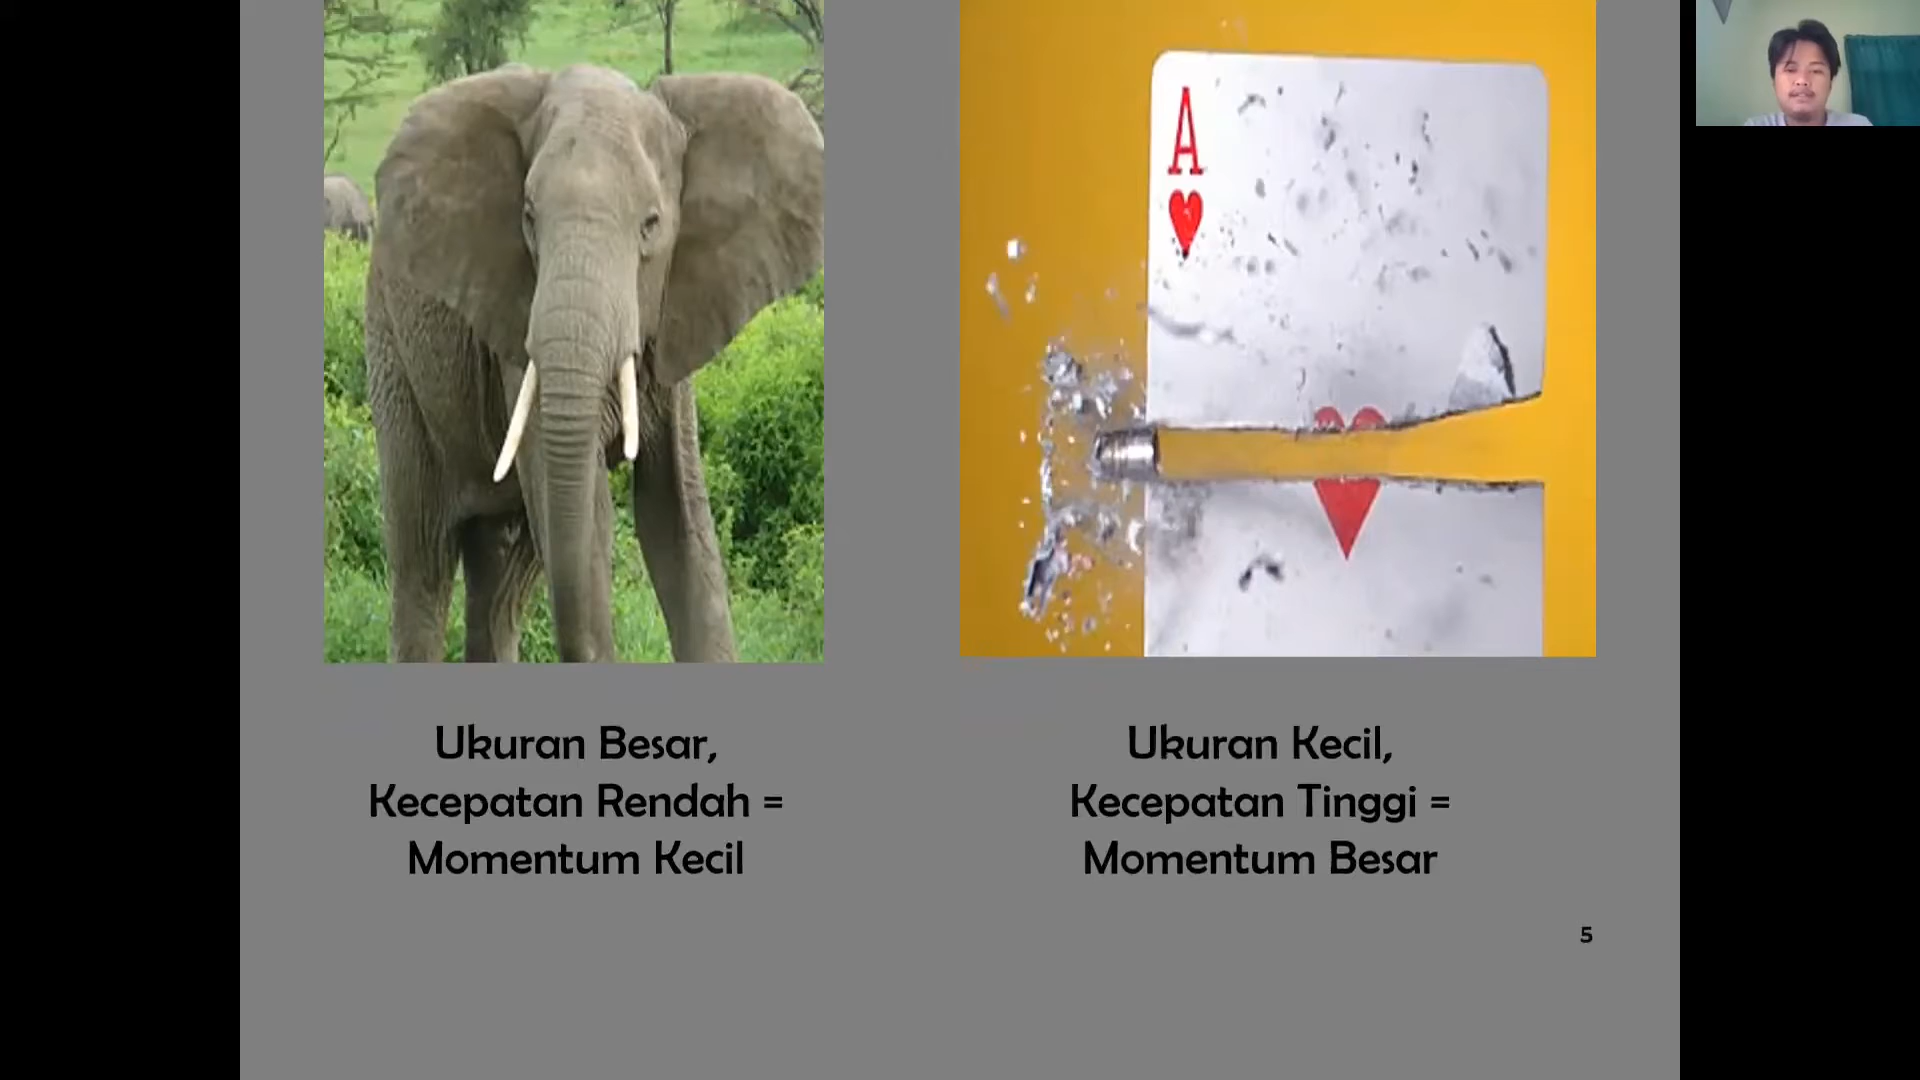 A
Ukuran Besar,
Kecepatan Rendah =
Momentum Kecil
Ukuran Kecil,
Kecepatan Tinggi =
Momentum Besar
5